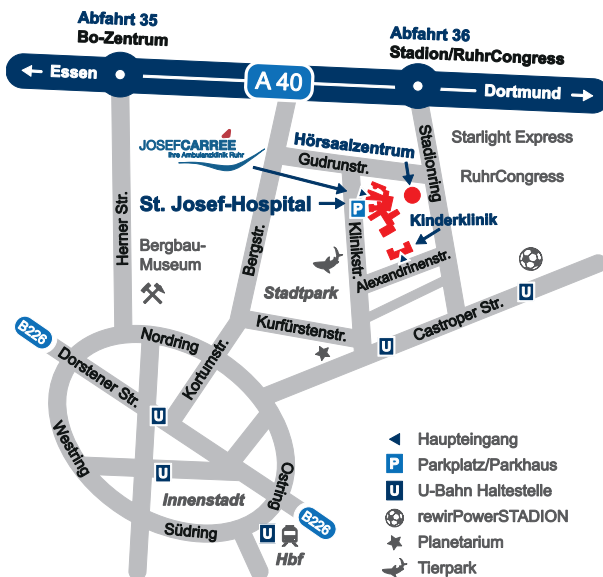 Abfahrt 35
Bo-Zentrum
Abfahrt 36
Stadion/RuhrCongress
Essen
A 40
Dortmund
JOSEFCARRÉE
Ihre Ambulanzklinik Ruhr
Hörsaalzentrum
Gudrunstr.
Stadionring
Starlight Express
RuhrCongress
St. Josef-Hospital
P
Kinderklinik
Herner Str.
Bergstr.
Klinikstr.
Alexandrinenstr.
Bergbau-
Museum
Stadtpark
Kurfürstenstr.
Castroper Str.
U
U
B226
Dorstener Str.
Nordring
Kortumstr.
U
Westring
U
Innenstadt
Ostring
Südring
B226
U
Hbf
Haupteingang
P Parkplatz/Parkhaus
U U-Bahn Haltestelle
rewirPowerSTADION
Planetarium
Tierpark